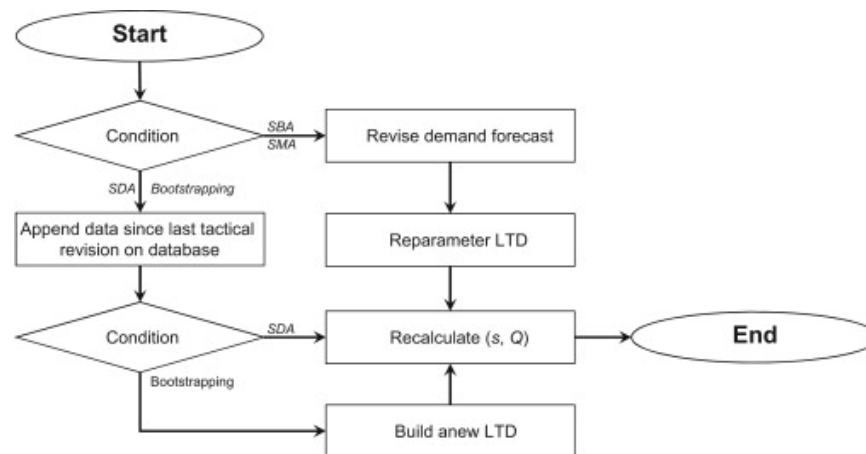 Start
Condition
SBA
SMA
Revise demand forecast
SDA Bootstrapping
Append data since last tactical
revision on database
Reparameter LTD
Condition
SDA
Recalculate (s, Q)
End
Bootstrapping
Build anew LTD